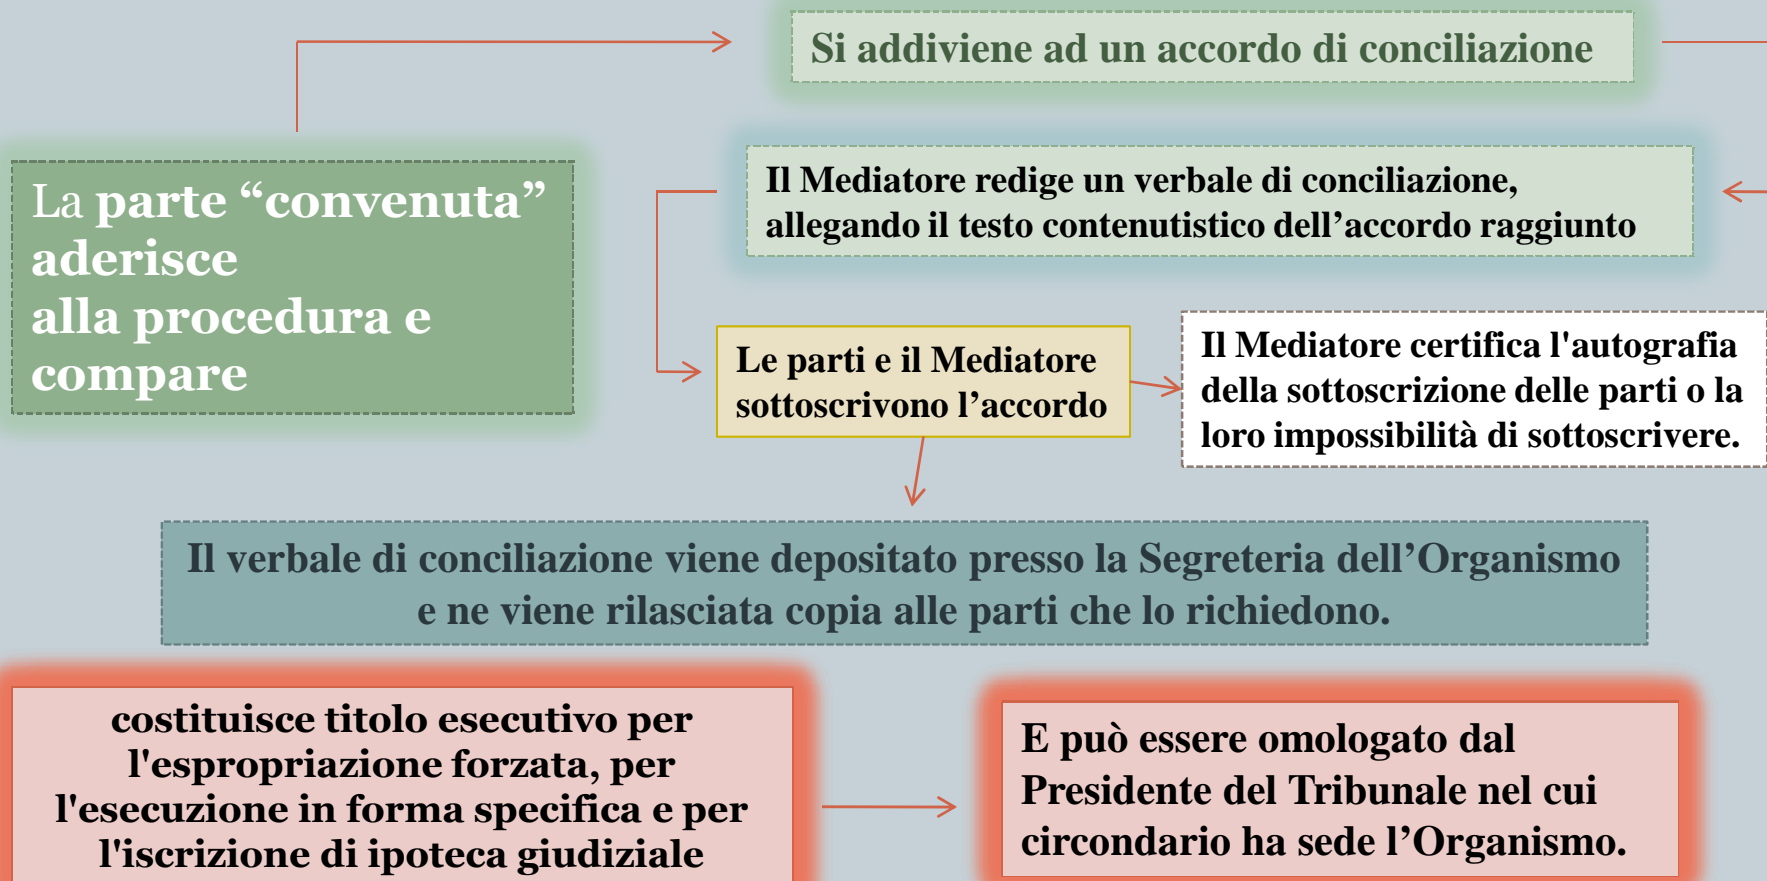 Si addiviene ad un accordo di conciliazione
La parte “convenuta”
aderisce
alla procedura e
compare
Il Mediatore redige un verbale di conciliazione,
allegando il testo contenutistico dell’accordo raggiunto
Le parti e il Mediatore
sottoscrivono l’accordo
Il Mediatore certifica l'autografia
della sottoscrizione delle parti o la
loro impossibilità di sottoscrivere.
Il verbale di conciliazione viene depositato presso la Segreteria dell’Organismo
e ne viene rilasciata copia alle parti che lo richiedono.
costituisce titolo esecutivo per
l'espropriazione forzata, per
l'esecuzione in forma specifica e per
l'iscrizione di ipoteca giudiziale
E può essere omologato dal
Presidente del Tribunale nel cui
circondario ha sede l’Organismo.